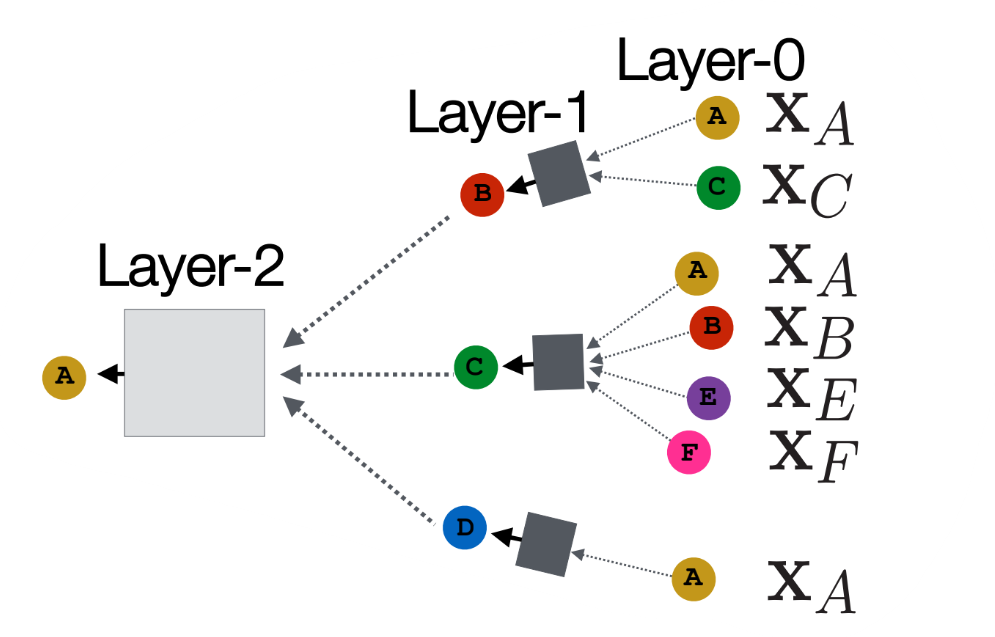 Layer-0
A x_A
Layer-1
C x_C
B
A x_A
Layer-2
B x_B
A
C
E x_E
F x_F
D
A x_A